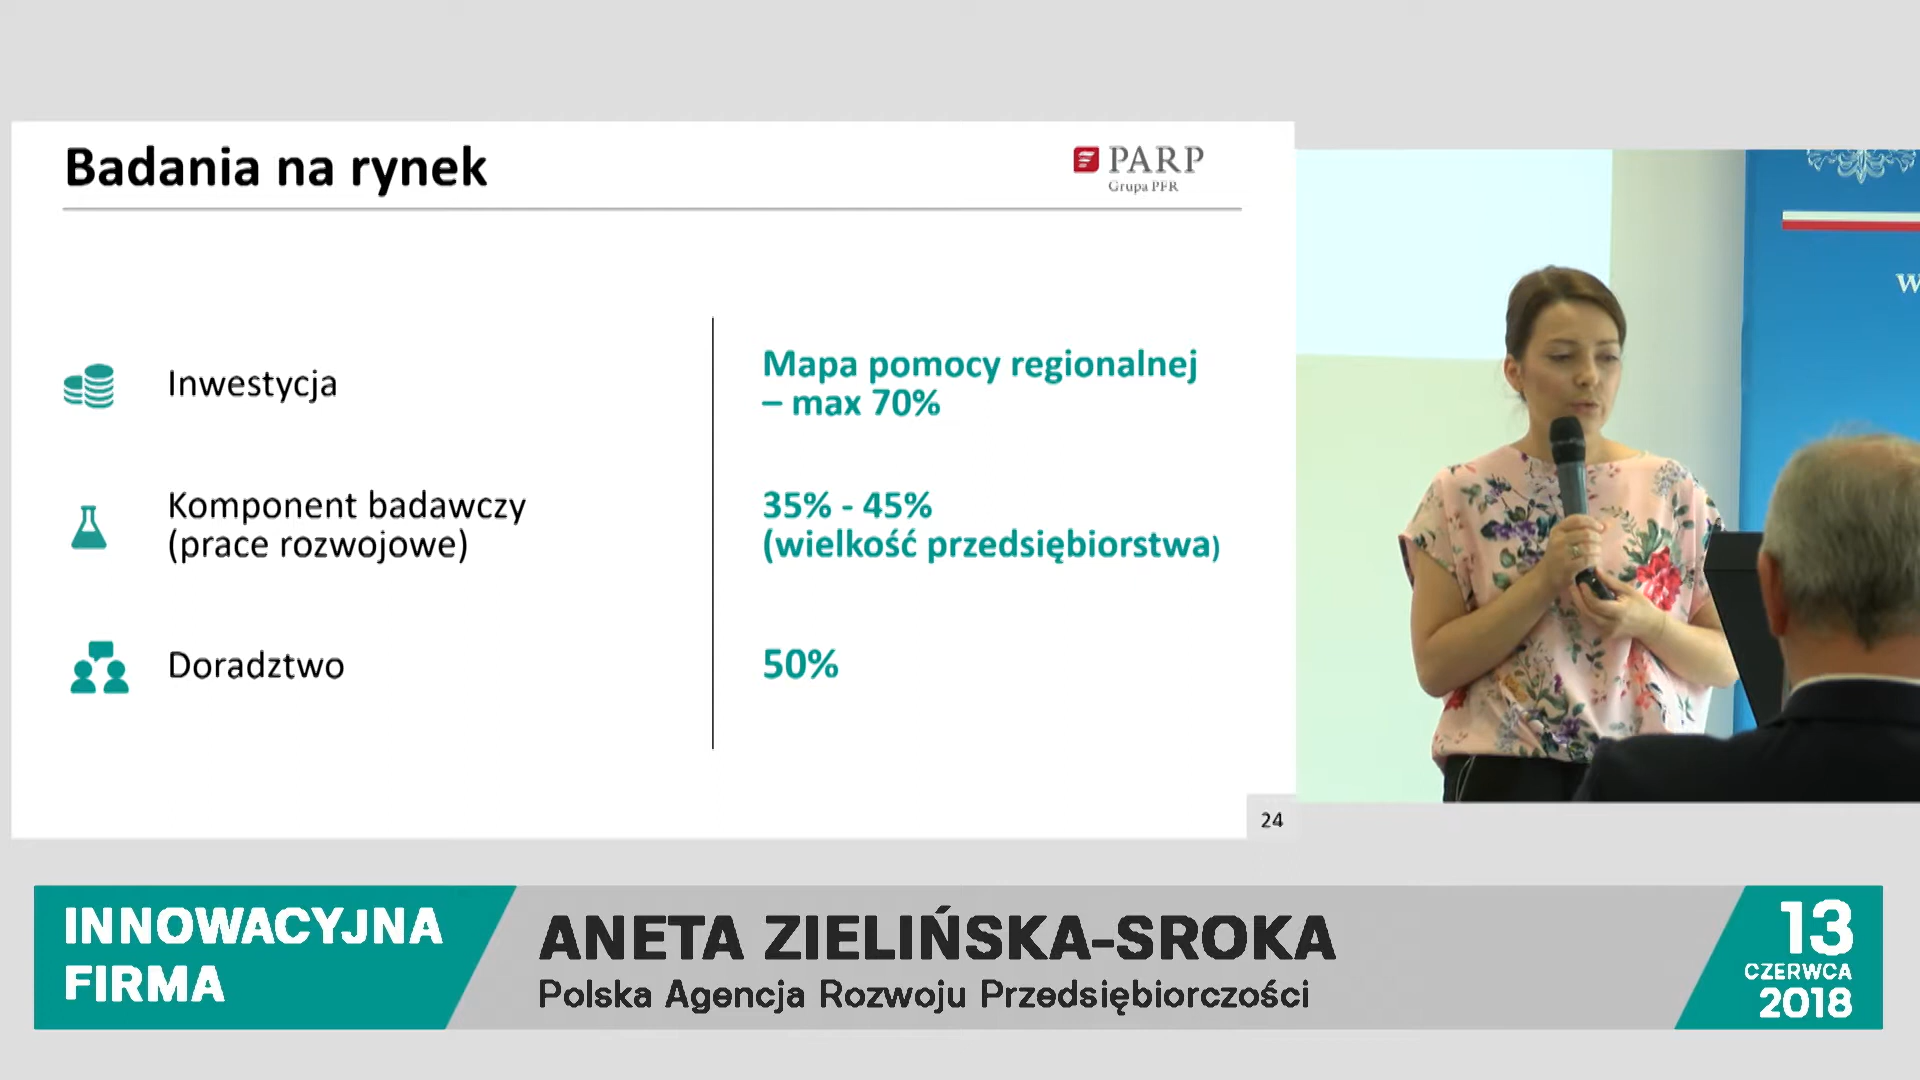 Badania na rynek
PARP
Grupa PFR
Inwestycja
Mapa pomocy regionalnej
– max 70%
Komponent badawczy
(prace rozwojowe)
35% - 45%
(wielkość przedsiębiorstwa)
Doradztwo
50%
24
INNOWACYJNA
FIRMA
ANETA ZIELIŃSKA-SROKA
Polska Agencja Rozwoju Przedsiębiorczości
13
CZERWCA
2018